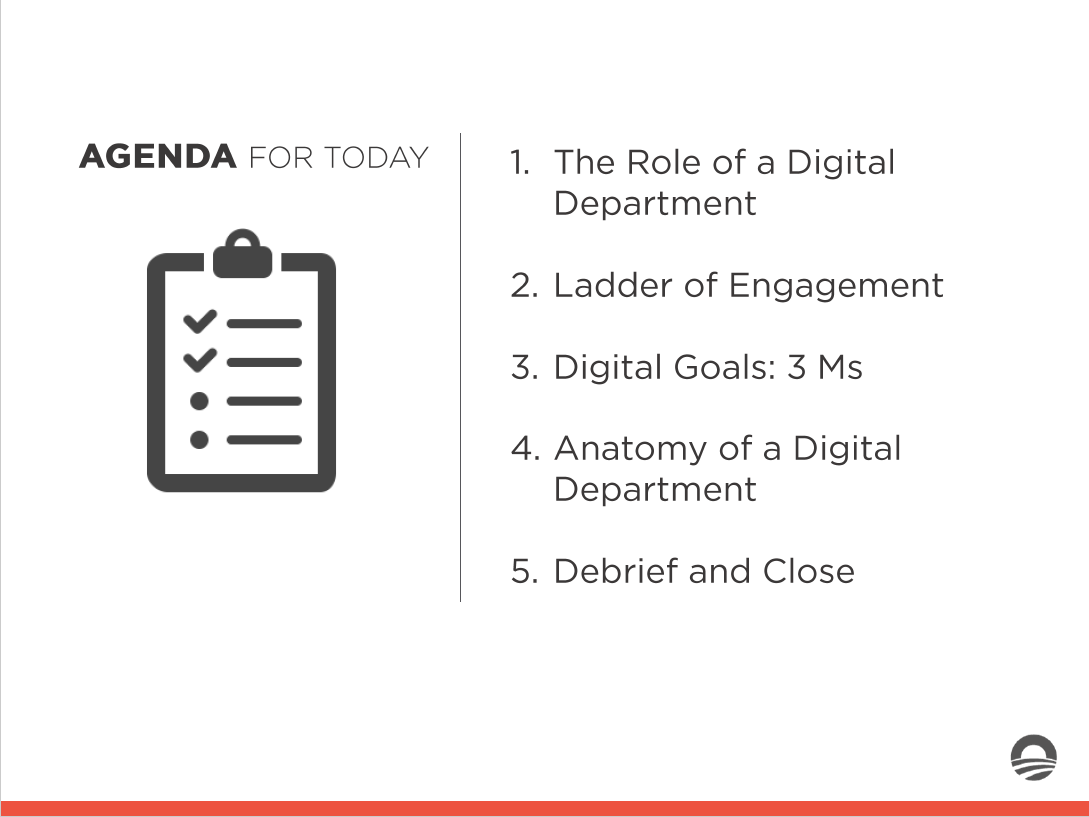 AGENDA FOR TODAY
1. The Role of a Digital
Department
2. Ladder of Engagement
3. Digital Goals: 3 Ms
4. Anatomy of a Digital
Department
5. Debrief and Close